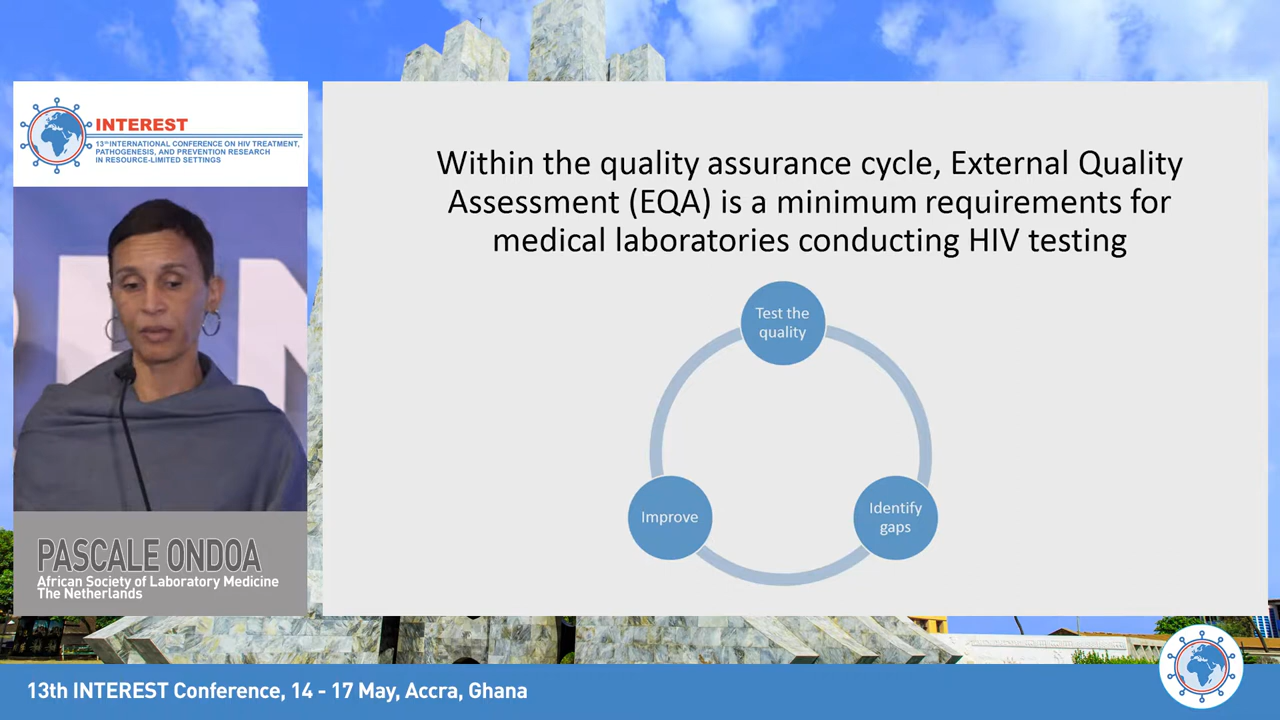 INTEREST
13th INTERNATIONAL CONFERENCE ON HIV TREATMENT,
PATHOGENESIS, AND PREVENTION RESEARCH
IN RESOURCE-LIMITED SETTINGS
PASCALE ONDOA
African Society of Laboratory Medicine
The Netherlands
Within the quality assurance cycle, External Quality
Assessment (EQA) is a minimum requirements for
medical laboratories conducting HIV testing
Test the
quality
Identify
gaps
Improve
13th INTEREST Conference, 14 - 17 May, Accra, Ghana